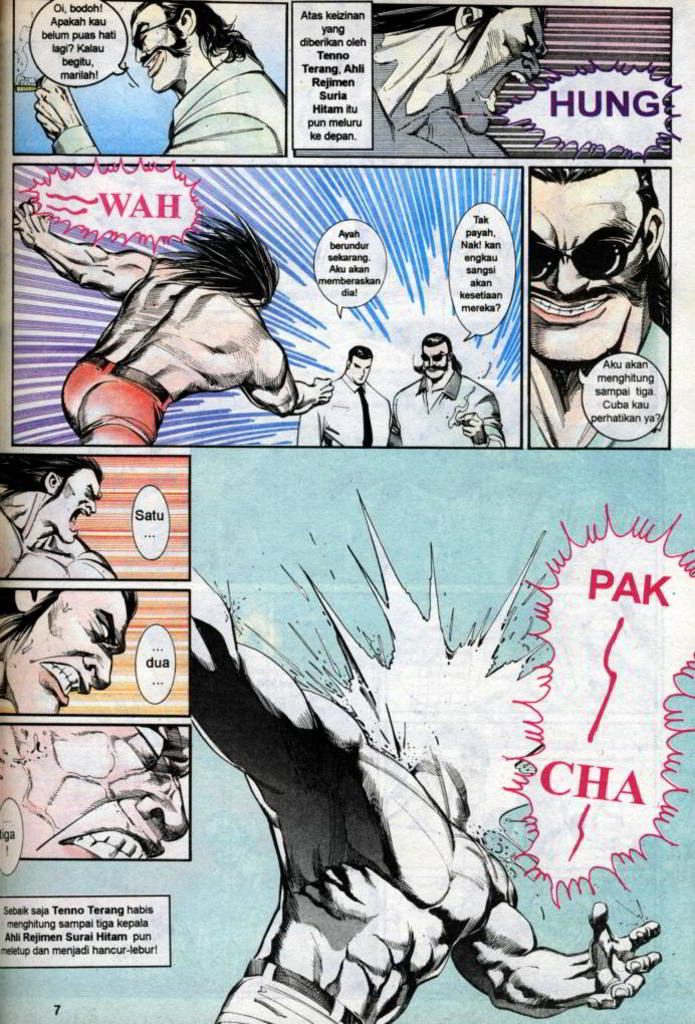 Oi, bodoh!
Apakah kau
belum puas hati
lagi? Kalau
begitu,
marilah!
Atas keizinan
yang
diberikan oleh
Tenno
Terang, Ahli
Rejimen
Suria
Hitam itu
pun meluru
ke depan.
HUNG
WAH
Ayah
berundur
sekarang.
Aku akan
memberaskan
dia!
Tak
payah,
Nak! kan
engkau
sangsi
akan
kesetiaan
mereka?
Aku akan
menghitung
sampai tiga.
Cuba kau
perhatikan ya?
Satu
...
...
dua
...
tiga
!
PAK
CHA
Sebaik saja Tenno Terang habis
menghitung sampai tiga kepala
Ahli Rejimen Surai Hitam pun
meletup dan menjadi hancur-lebur!
7